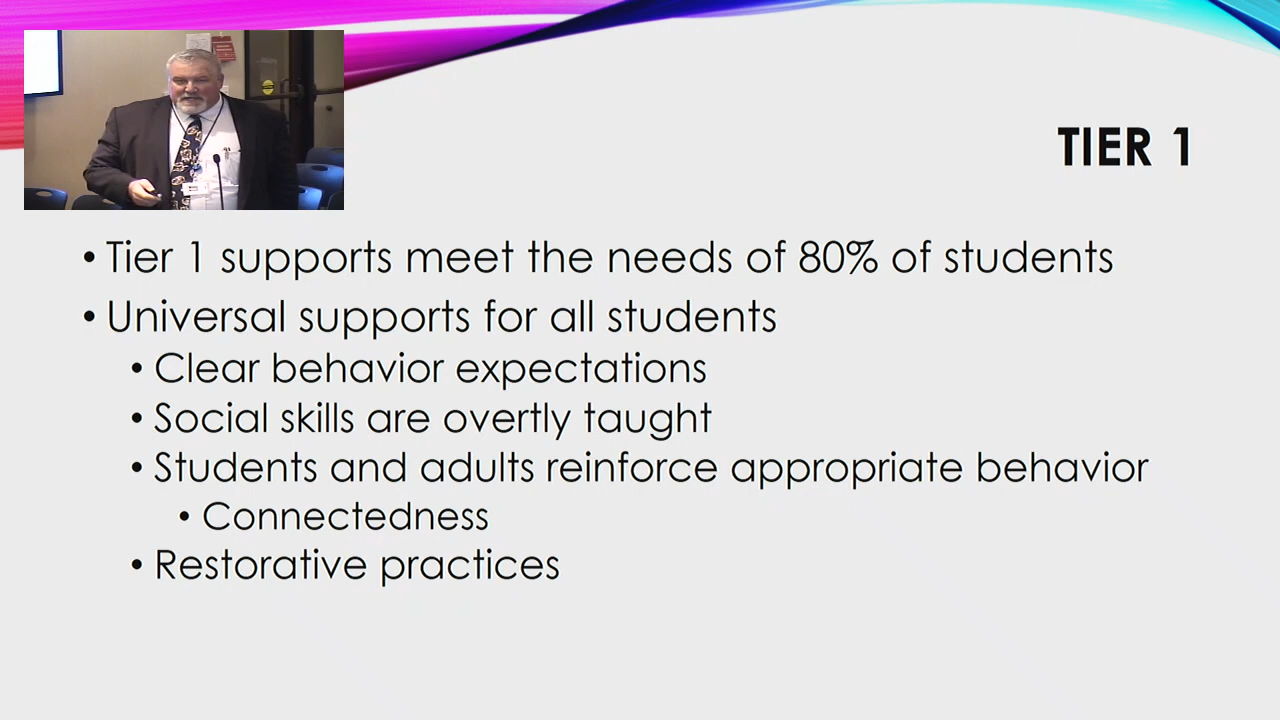 TIER 1
• Tier 1 supports meet the needs of 80% of students
• Universal supports for all students
• Clear behavior expectations
• Social skills are overtly taught
• Students and adults reinforce appropriate behavior
• Connectedness
• Restorative practices